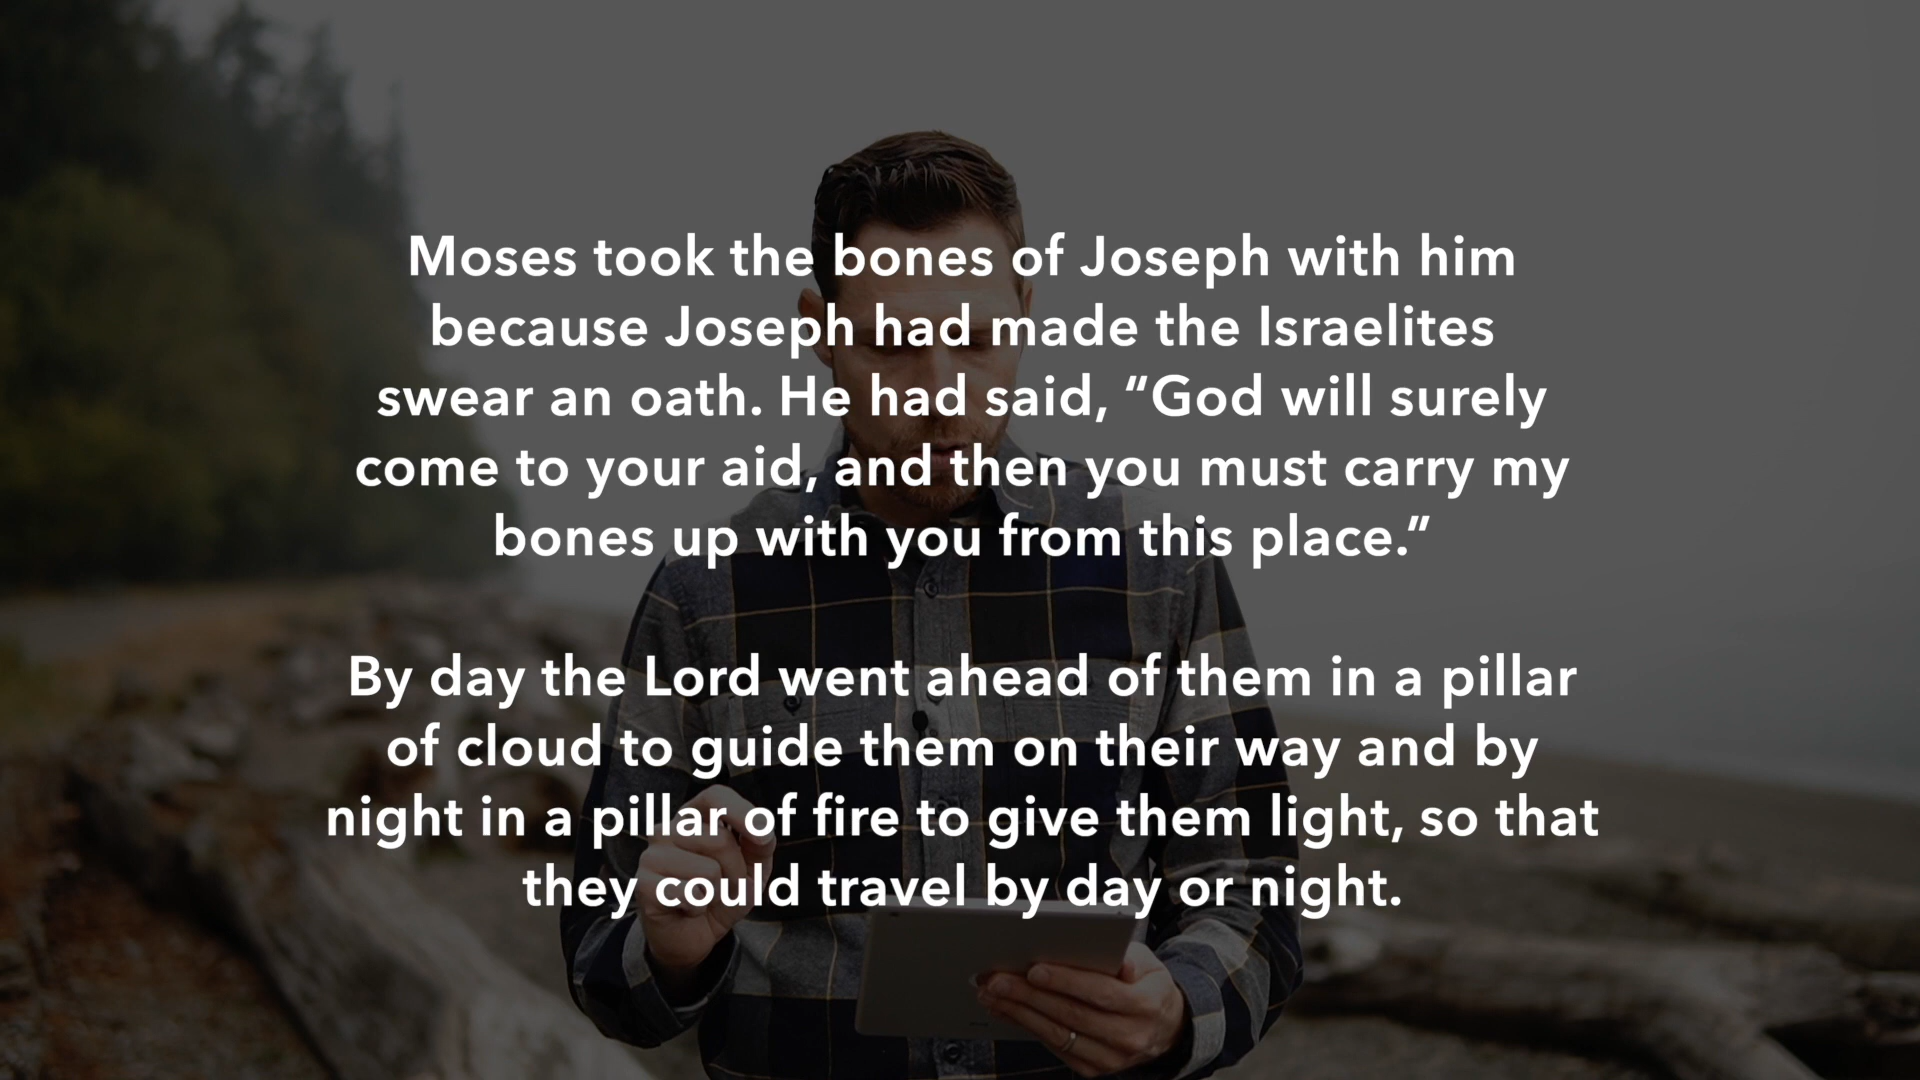 Moses took the bones of Joseph with him
because Joseph had made the Israelites
swear an oath. He had said, “God will surely
come to your aid, and then you must carry my
bones up with you from this place.”
By day the Lord went ahead of them in a pillar
of cloud to guide them on their way and by
night in a pillar of fire to give them light, so that
they could travel by day or night.